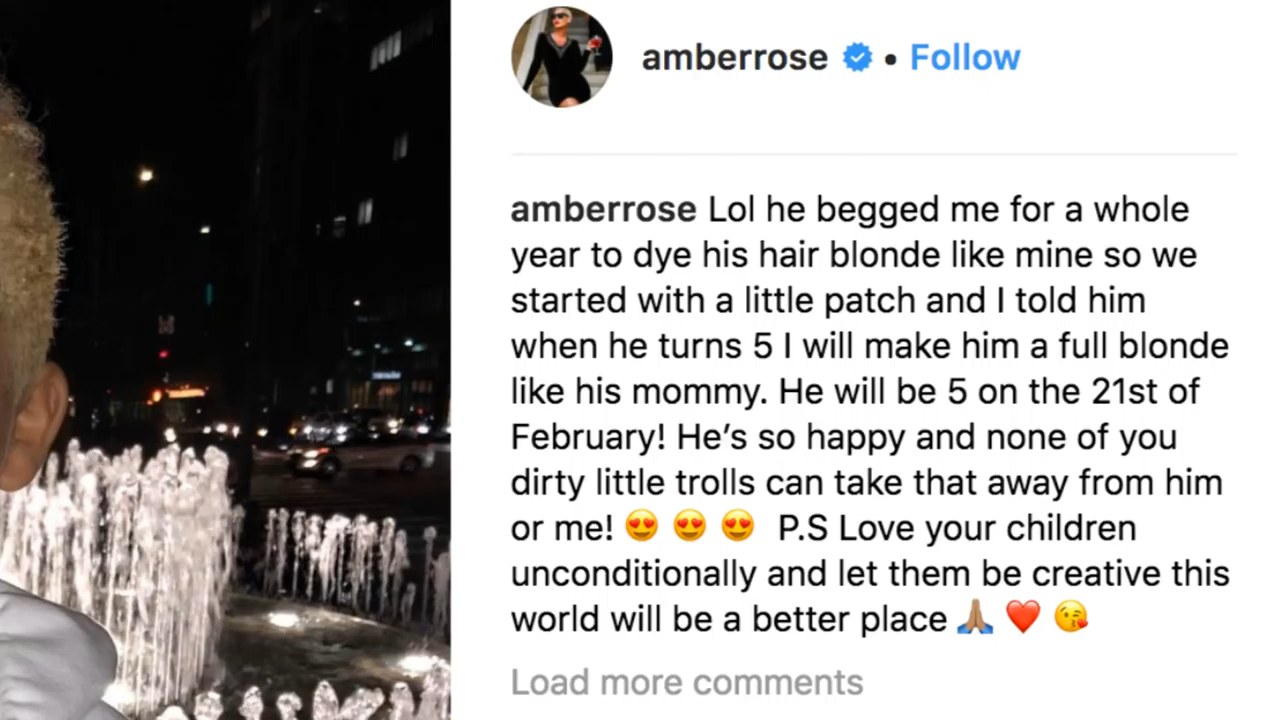 amberrose • Follow
amberrose Lol he begged me for a whole
year to dye his hair blonde like mine so we
started with a little patch and I told him
when he turns 5 I will make him a full blonde
like his mommy. He will be 5 on the 21st of
February! He’s so happy and none of you
dirty little trolls can take that away from him
or me! 😍 😍 😍 P.S Love your children
unconditionally and let them be creative this
world will be a better place 🙏🏽 ❤️ 😘
Load more comments